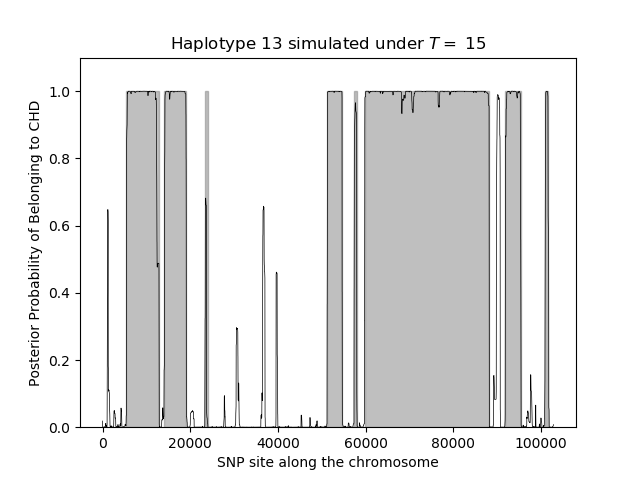 Haplotype 13 simulated under T = 15
Posterior Probability of Belonging to CHD
1.0
0.8
0.6
0.4
0.2
0.0
0 20000 40000 60000 80000 100000
SNP site along the chromosome